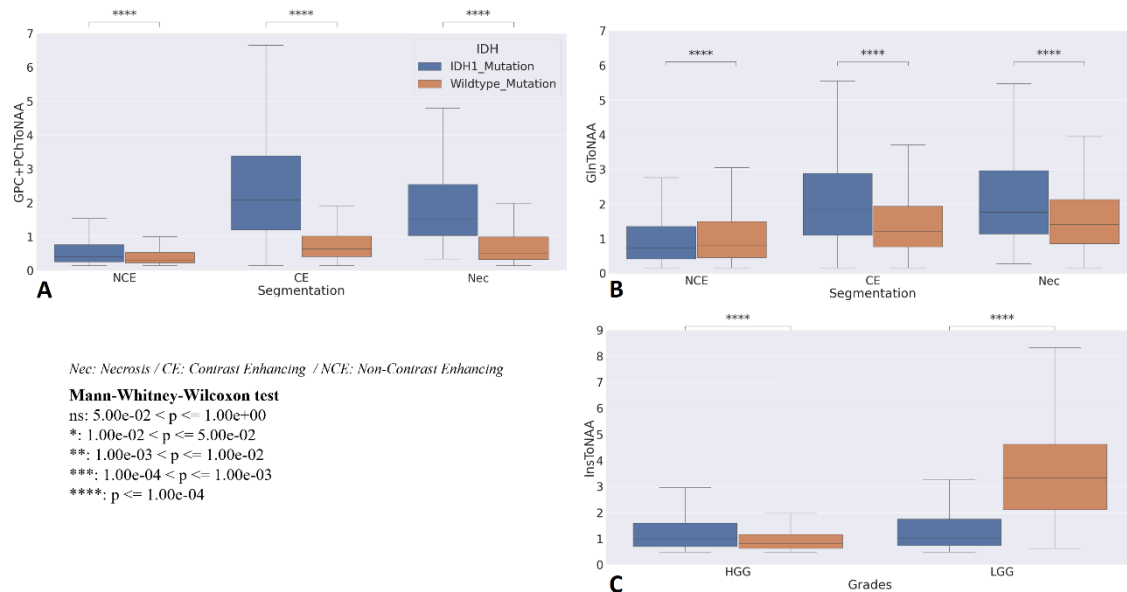 **** **** ****
7
6
5
4
3
2
1
0
GPC+PChToNAA
IDH
IDH1_Mutation
Wildtype_Mutation
NCE CE Nec
Segmentation
A
**** **** ****
7
6
5
4
3
2
1
0
GlnToNAA
NCE CE Nec
Segmentation
B
Nec: Necrosis / CE: Contrast Enhancing / NCE: Non-Contrast Enhancing
Mann-Whitney-Wilcoxon test
ns: 5.00e-02 < p <= 1.00e+00
*: 1.00e-02 < p <= 5.00e-02
**: 1.00e-03 < p <= 1.00e-02
***: 1.00e-04 < p <= 1.00e-03
****: p <= 1.00e-04
**** ****
9
8
7
6
5
4
3
2
1
0
InsToNAA
HGG LGG
Grades
C